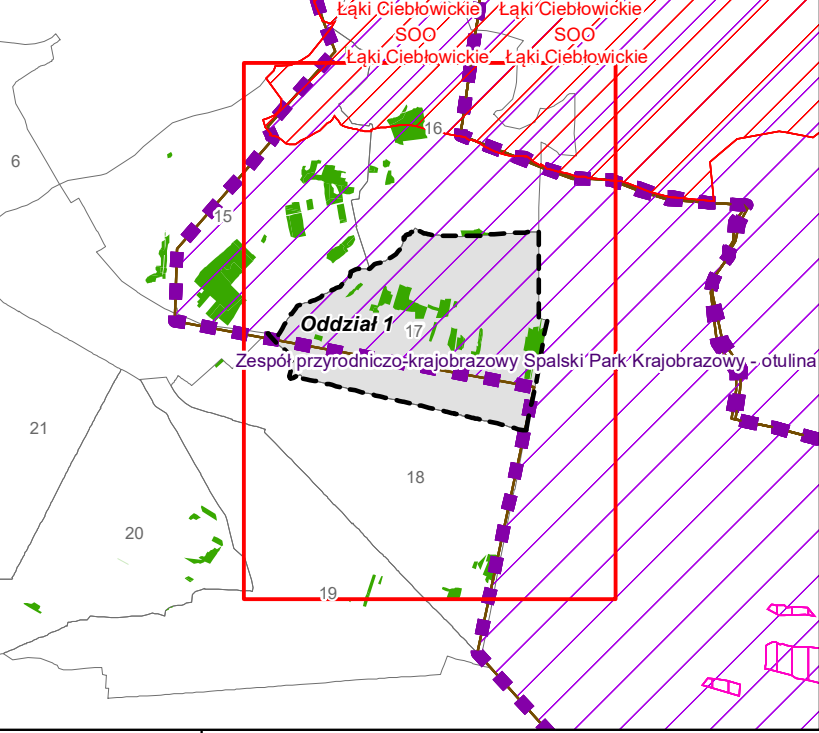 Łąki Ciebłowickie Łąki Ciebłowickie
SOO SOO
Łąki Ciebłowickie Łąki Ciebłowickie
16
6
15
Oddział 1
17
Zespół przyrodniczo-krajobrazowy Spalski Park Krajobrazowy - otulina
21
18
20
19